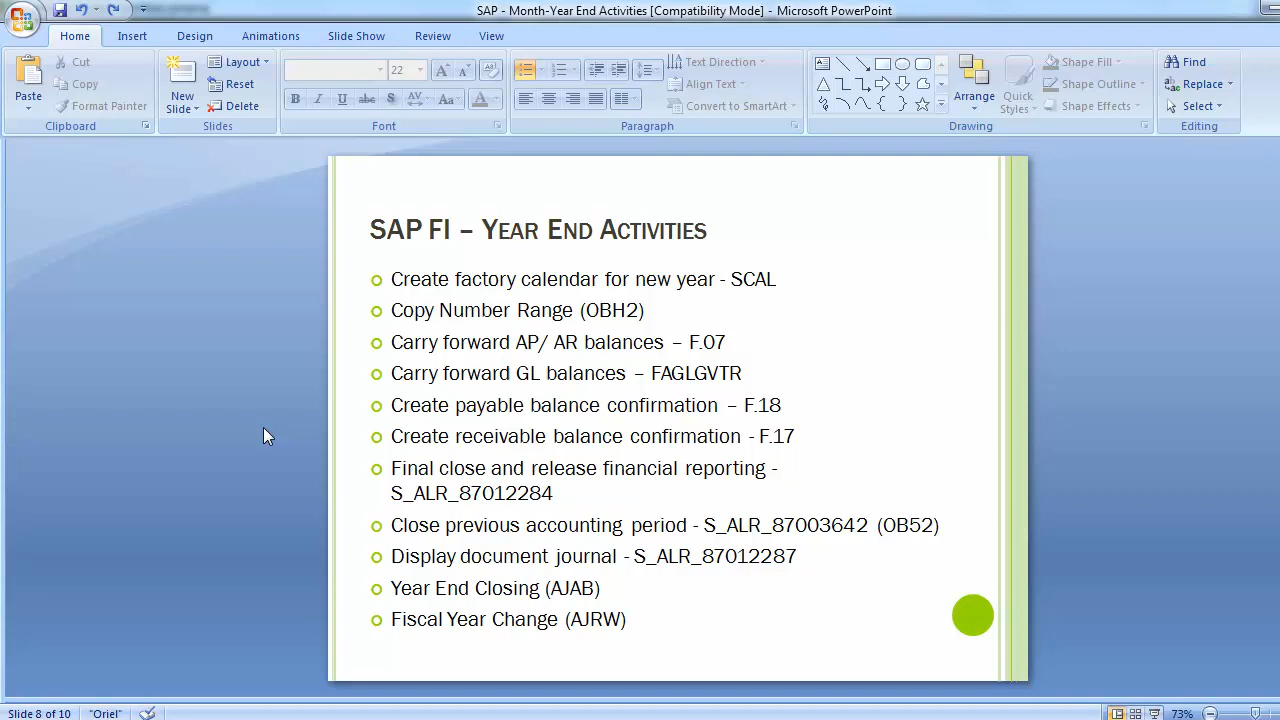 SAP - Month-Year End Activities [Compatibility Mode] - Microsoft PowerPoint
Home Insert Design Animations Slide Show Review View
Paste
Cut
Copy
Format Painter
Clipboard
New Slide
Layout
Reset
Delete
Slides
22
B I U abe S AV Aa A
Font
Text Direction
Align Text
Convert to SmartArt
Paragraph
Arrange
Quick Styles
Shape Fill
Shape Outline
Shape Effects
Drawing
Find
Replace
Select
Editing
SAP FI – YEAR END ACTIVITIES
Create factory calendar for new year - SCAL
Copy Number Range (OBH2)
Carry forward AP/ AR balances – F.07
Carry forward GL balances – FAGLGVTR
Create payable balance confirmation – F.18
Create receivable balance confirmation - F.17
Final close and release financial reporting -
S_ALR_87012284
Close previous accounting period - S_ALR_87003642 (OB52)
Display document journal - S_ALR_87012287
Year End Closing (AJAB)
Fiscal Year Change (AJRW)
Slide 8 of 10 "Oriel" 73%